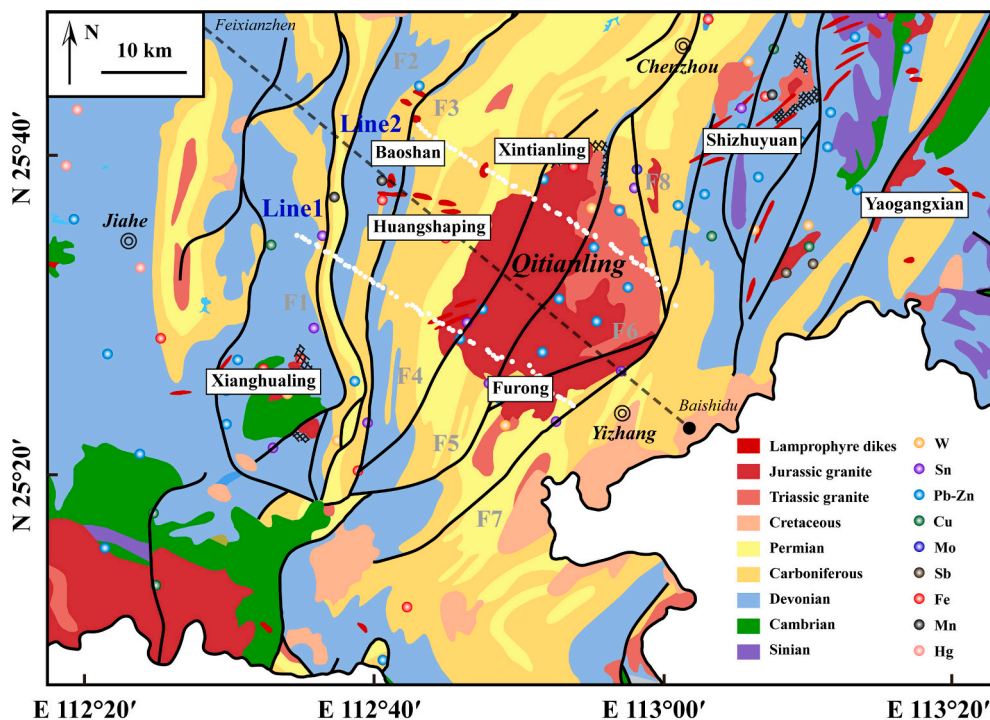 N
10 km
Feixianzhen
F2
Chenzhou
F3
Line2
Baoshan
Xintianling
Shizhuyuan
F8
Yaogangxian
Line1
Huangshaping
Jiahe
Qitianling
F1
F6
Xianghualing
F4
Furong
Baishidu
Yizhang
F5
F7
Lamprophyre dikes
Jurassic granite
Triassic granite
Cretaceous
Permian
Carboniferous
Devonian
Cambrian
Sinian
W
Sn
Pb-Zn
Cu
Mo
Sb
Fe
Mn
Hg
N 25°40′
N 25°20′
E 112°20′
E 112°40′
E 113°00′
E 113°20′